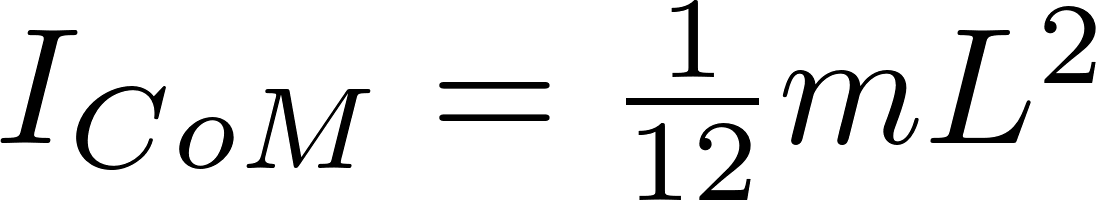 I_{CoM} = \frac{1}{12}mL^2